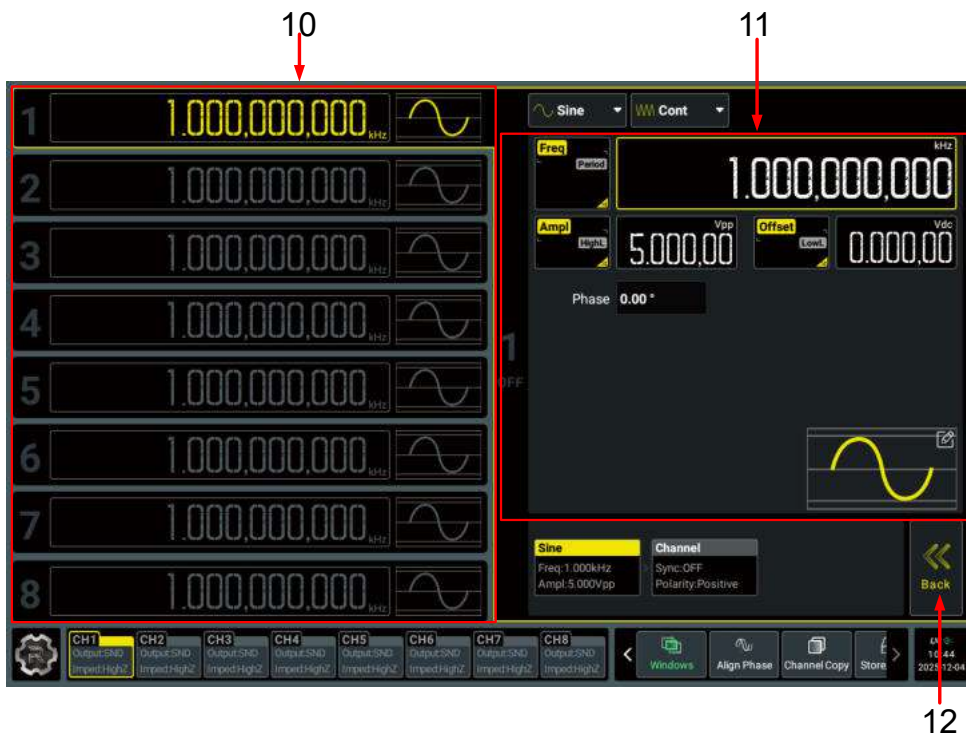 10
11
1 1.000,000,000 kHz
2 1.000,000,000 kHz
3 1.000,000,000 kHz
4 1.000,000,000 kHz
5 1.000,000,000 kHz
6 1.000,000,000 kHz
7 1.000,000,000 kHz
8 1.000,000,000 kHz
Sine Cont
Freq Period 1.000,000,000 kHz
Ampl HighL 5.000,00 Vpp Offset LowL 0.000,00 Vdc
Phase 0.00 °
1
OFF
Sine
Freq:1.000kHz
Ampl:5.000Vpp
Channel
Sync:OFF
Polarity:Positive
Back
CH1 CH2 CH3 CH4 CH5 CH6 CH7 CH8
Output:SND Output:SND Output:SND Output:SND Output:SND Output:SND Output:SND Output:SND
Imped:HighZ Imped:HighZ Imped:HighZ Imped:HighZ Imped:HighZ Imped:HighZ Imped:HighZ Imped:HighZ
Windows Align Phase Channel Copy Store
10:44
2025-12-04
12